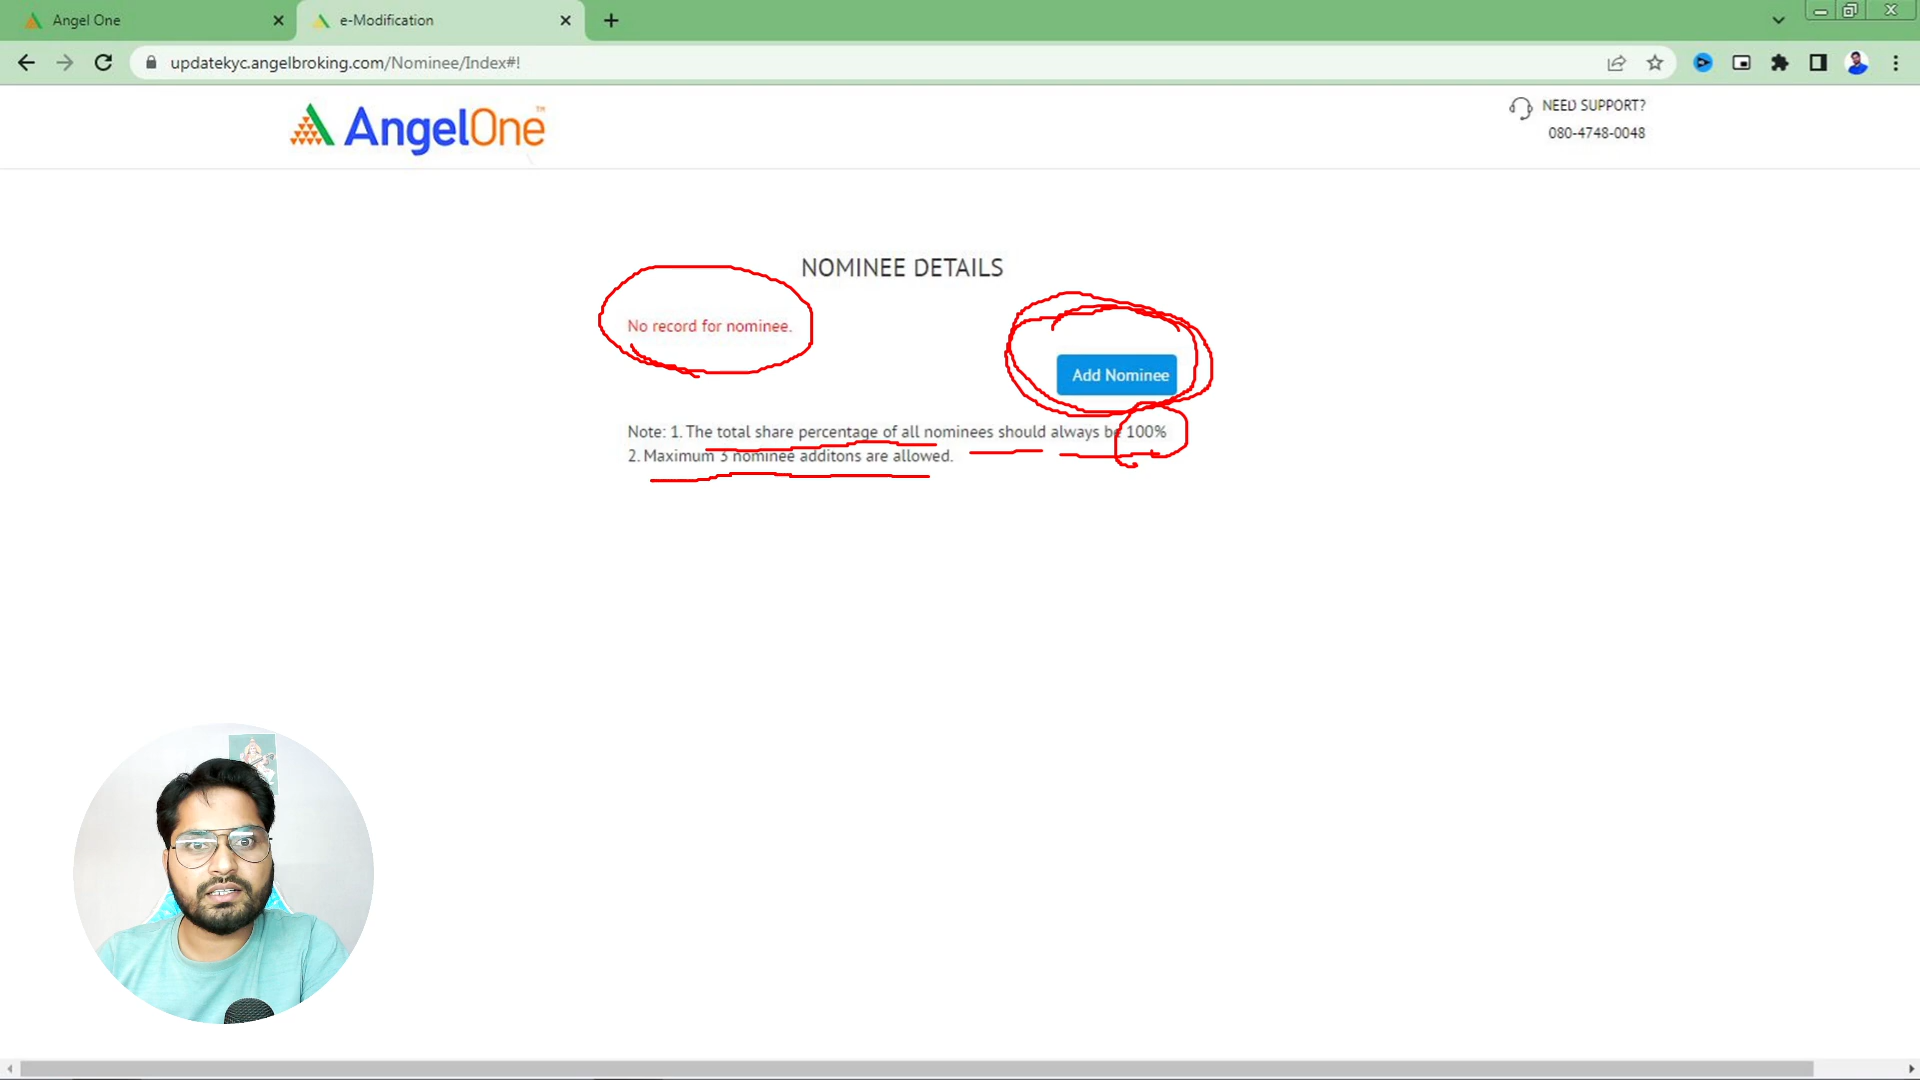 Angel One
e-Modification
updatekyc.angelbroking.com/Nominee/Index#!
AngelOne™
NEED SUPPORT?
080-4748-0048
NOMINEE DETAILS
No record for nominee.
Add Nominee
Note: 1. The total share percentage of all nominees should always be 100%
2. Maximum 3 nominee additons are allowed.